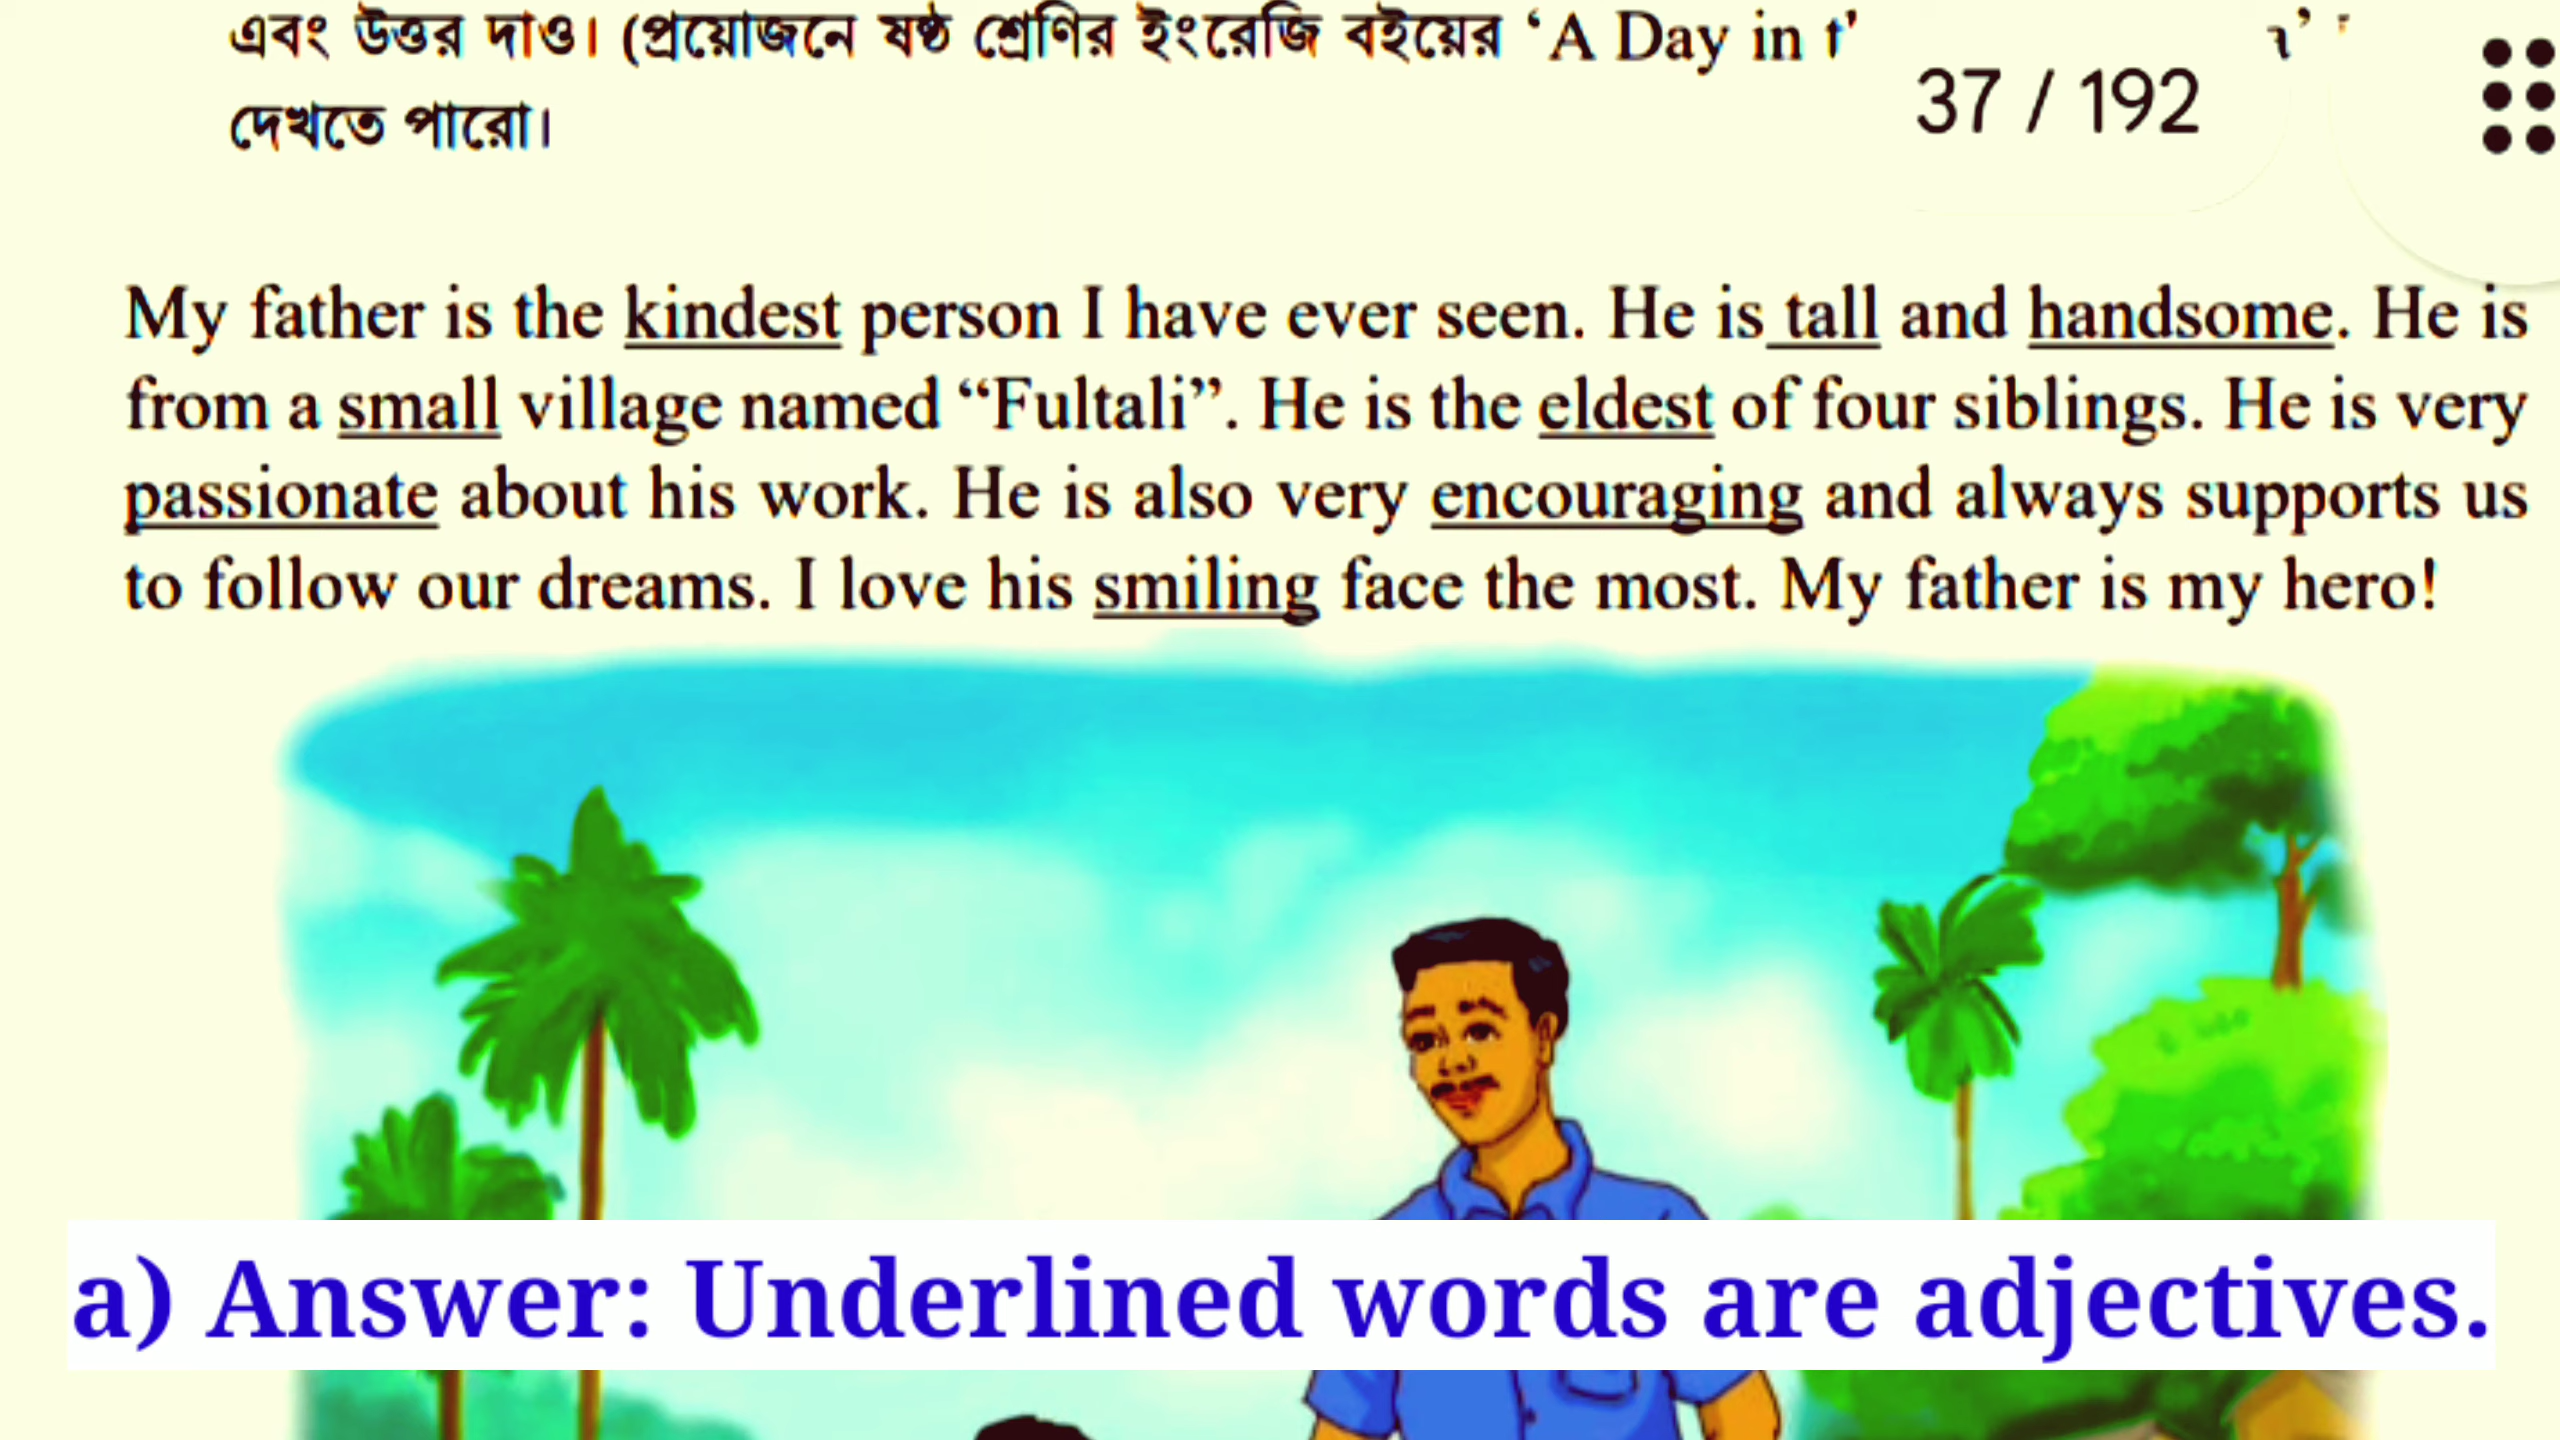 এবং উত্তর দাও। (প্রয়োজনে ষষ্ঠ শ্রেণির ইংরেজি বইয়ের ‘A Day in
দেখতে পারো।
37 / 192
My father is the kindest person I have ever seen. He is tall and handsome. He is
from a small village named “Fultali”. He is the eldest of four siblings. He is very
passionate about his work. He is also very encouraging and always supports us
to follow our dreams. I love his smiling face the most. My father is my hero!
a) Answer: Underlined words are adjectives.